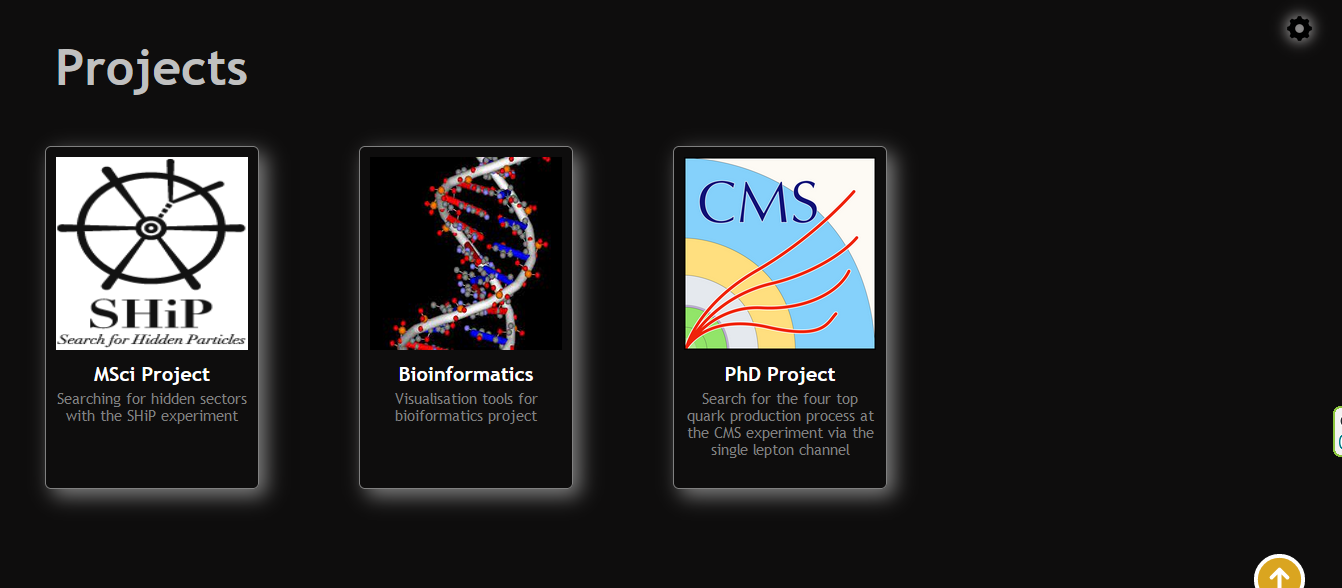 Projects
SHiP
Search for Hidden Particles
MSci Project
Searching for hidden sectors
with the SHiP experiment
Bioinformatics
Visualisation tools for
bioiformatics project
CMS
PhD Project
Search for the four top
quark production process at
the CMS experiment via the
single lepton channel